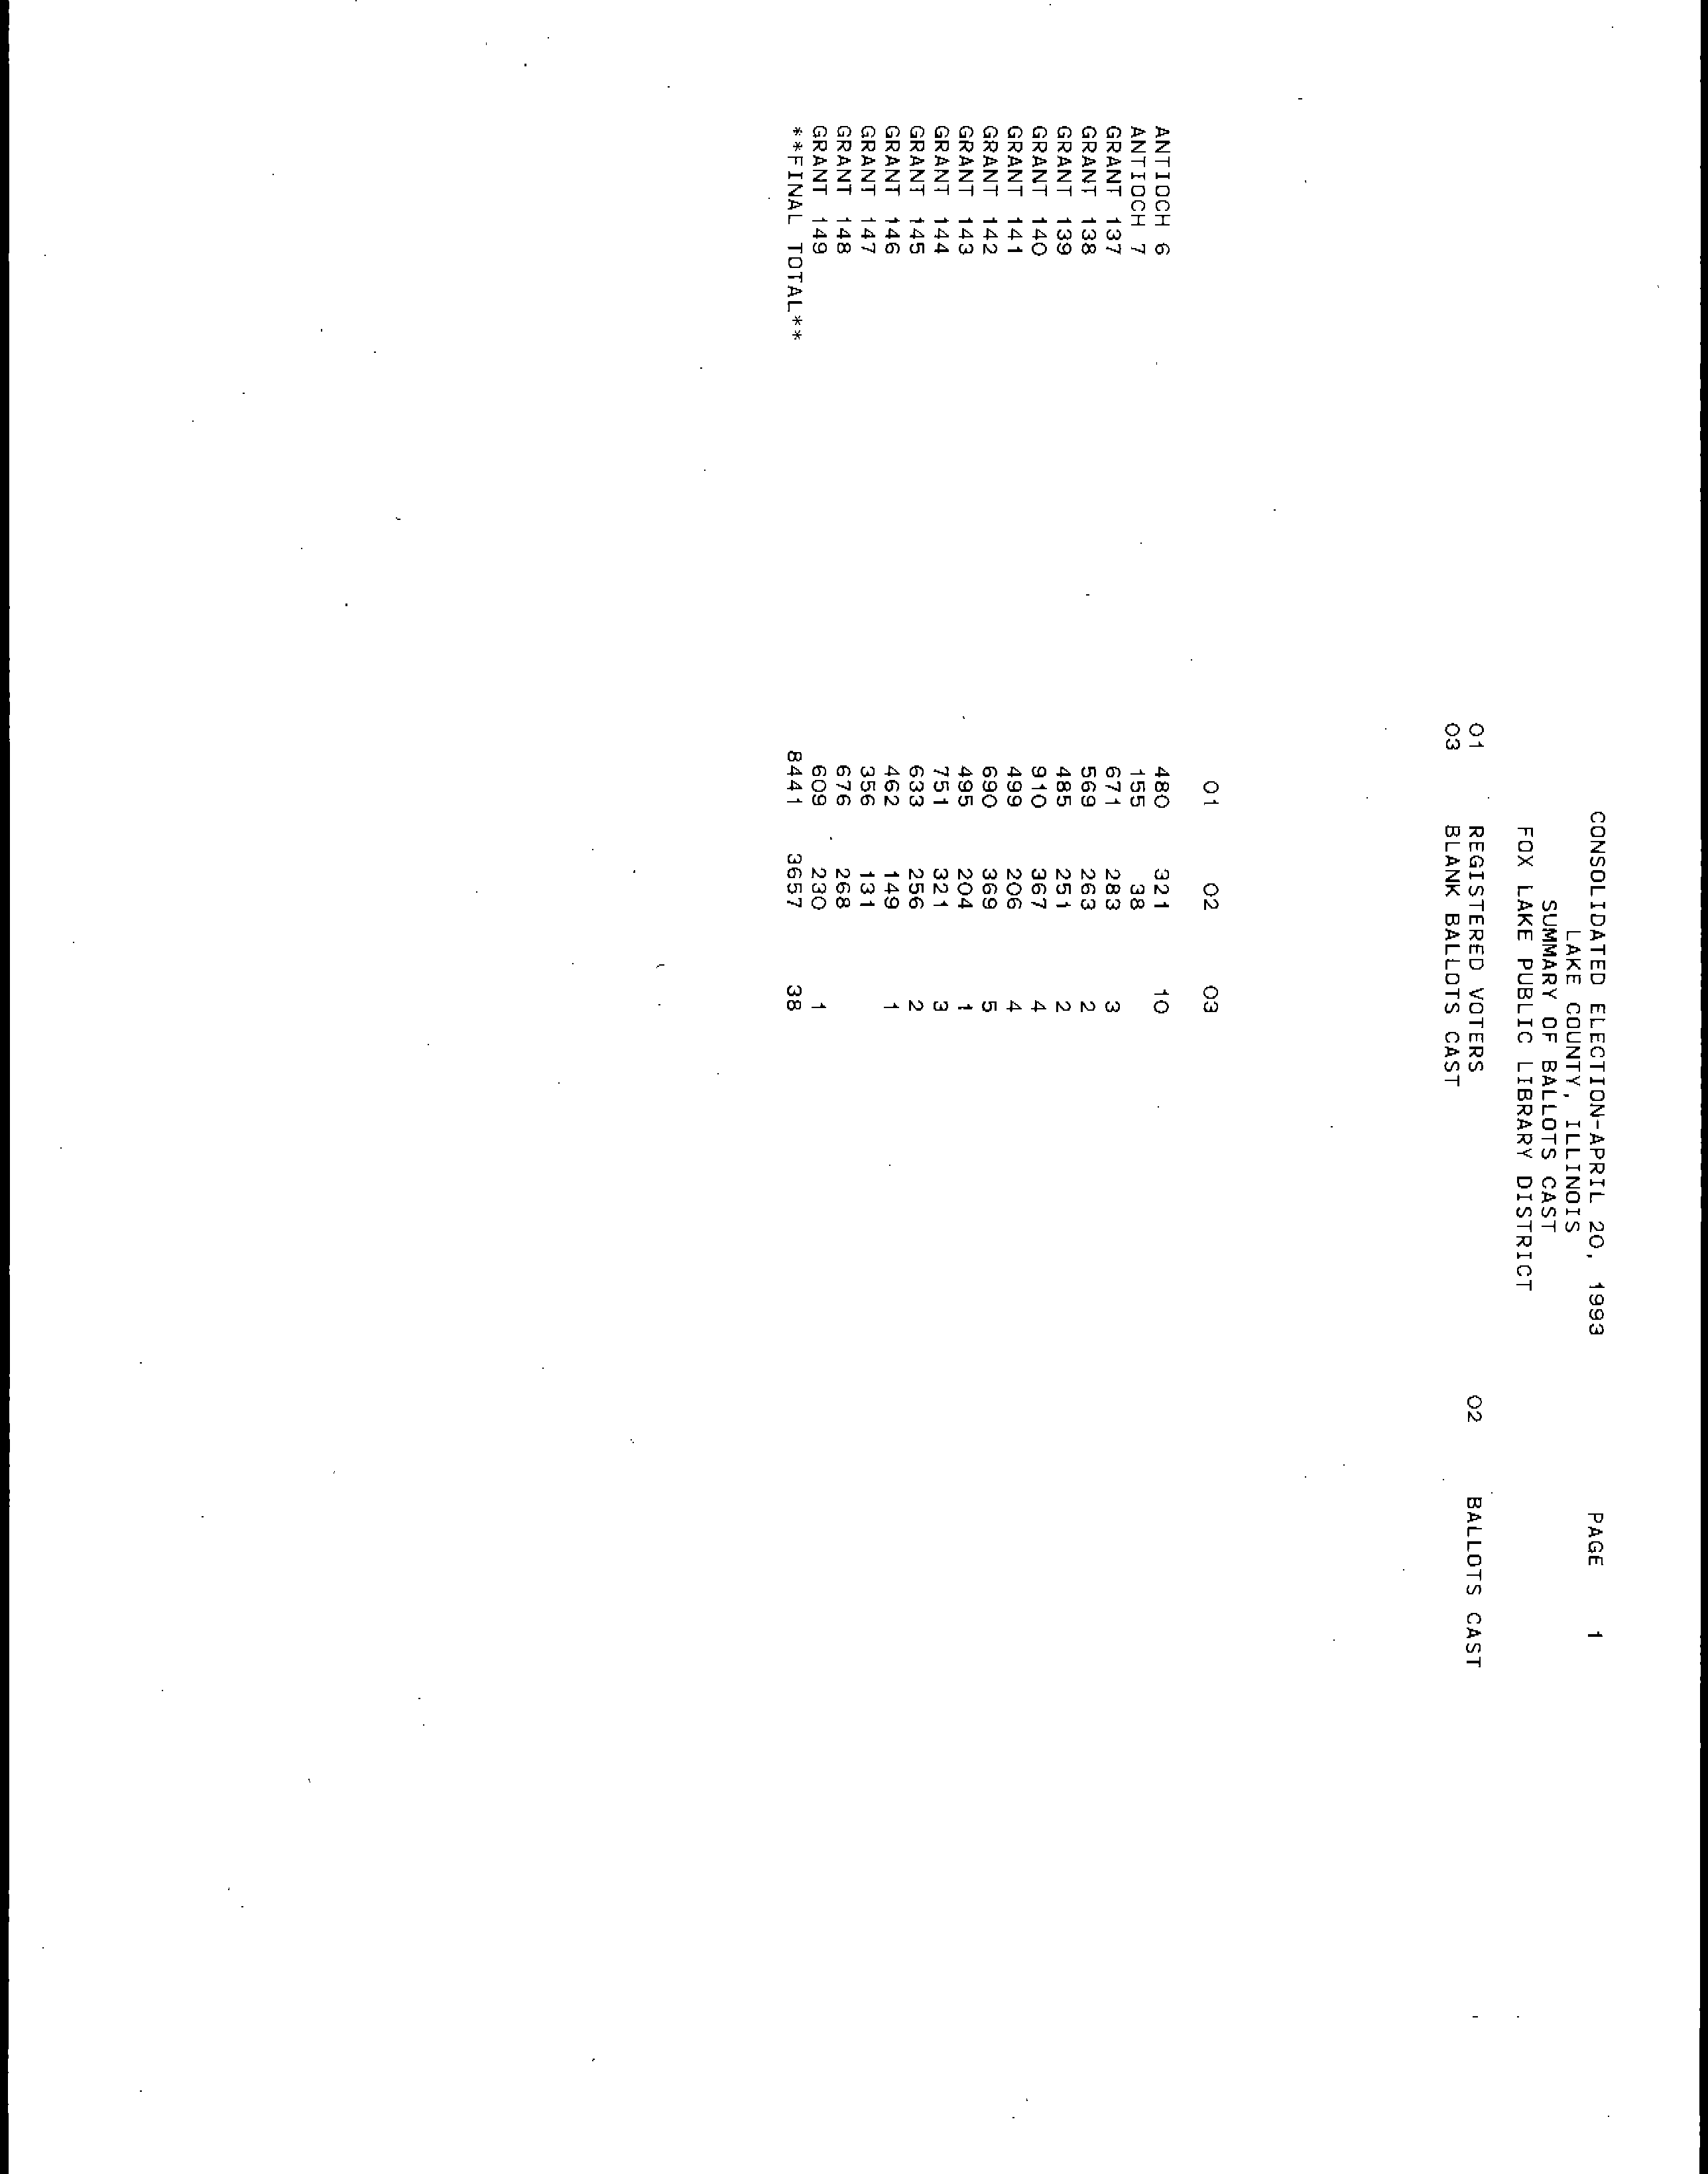 CONSOLIDATED ELECTION-APRIL 20, 1993 PAGE 1
LAKE COUNTY, ILLINOIS
SUMMARY OF BALLOTS CAST
FOX LAKE PUBLIC LIBRARY DISTRICT
01 REGISTERED VOTERS 02 BALLOTS CAST
03 BLANK BALLOTS CAST
01 02 03
ANTIOCH 6 480 321 10
ANTIOCH 7 155 38
GRANT 137 671 283 3
GRANT 138 569 263 2
GRANT 139 485 251 2
GRANT 140 910 367 4
GRANT 141 499 206 4
GRANT 142 690 369 5
GRANT 143 495 204 1
GRANT 144 751 321 3
GRANT 145 633 256 2
GRANT 146 462 149 1
GRANT 147 356 131
GRANT 148 676 268
GRANT 149 609 230 1
**FINAL TOTAL** 8441 3657 38